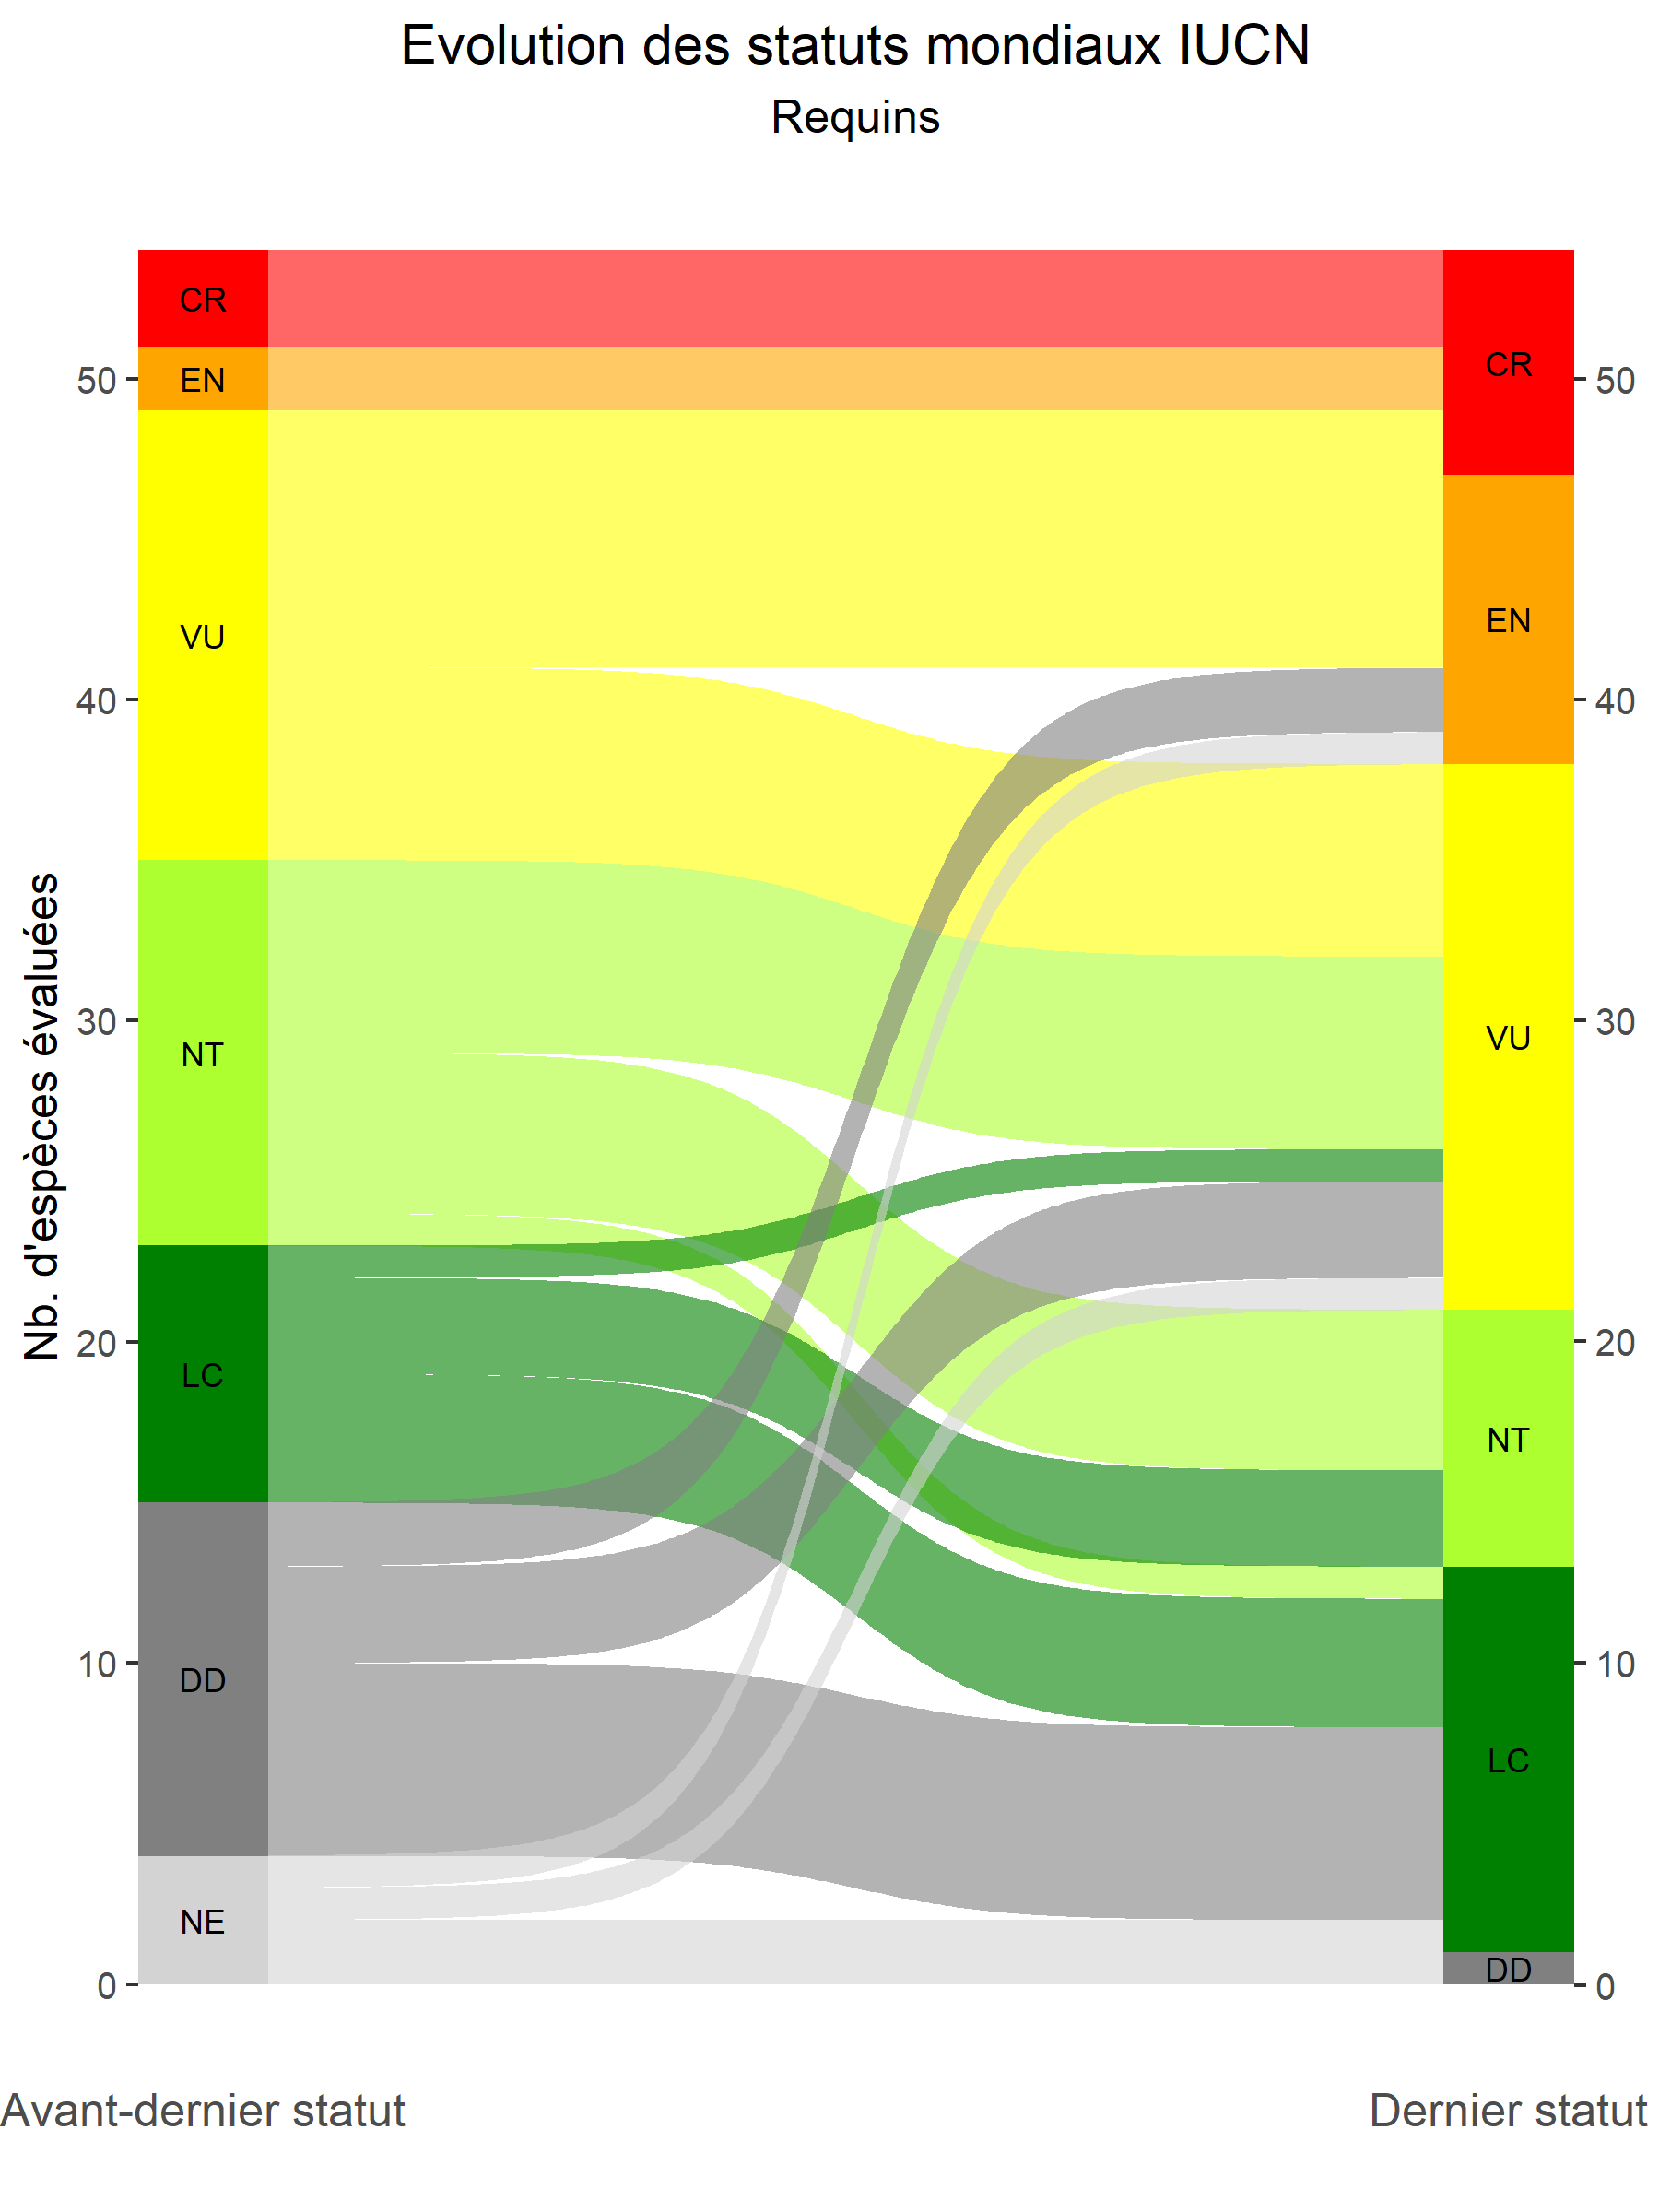 Evolution des statuts mondiaux IUCN
Requins
Nb. d'espèces évaluées
50
40
30
20
10
0
CR
EN
VU
NT
LC
DD
NE
CR
EN
VU
NT
LC
DD
50
40
30
20
10
0
Avant-dernier statut
Dernier statut